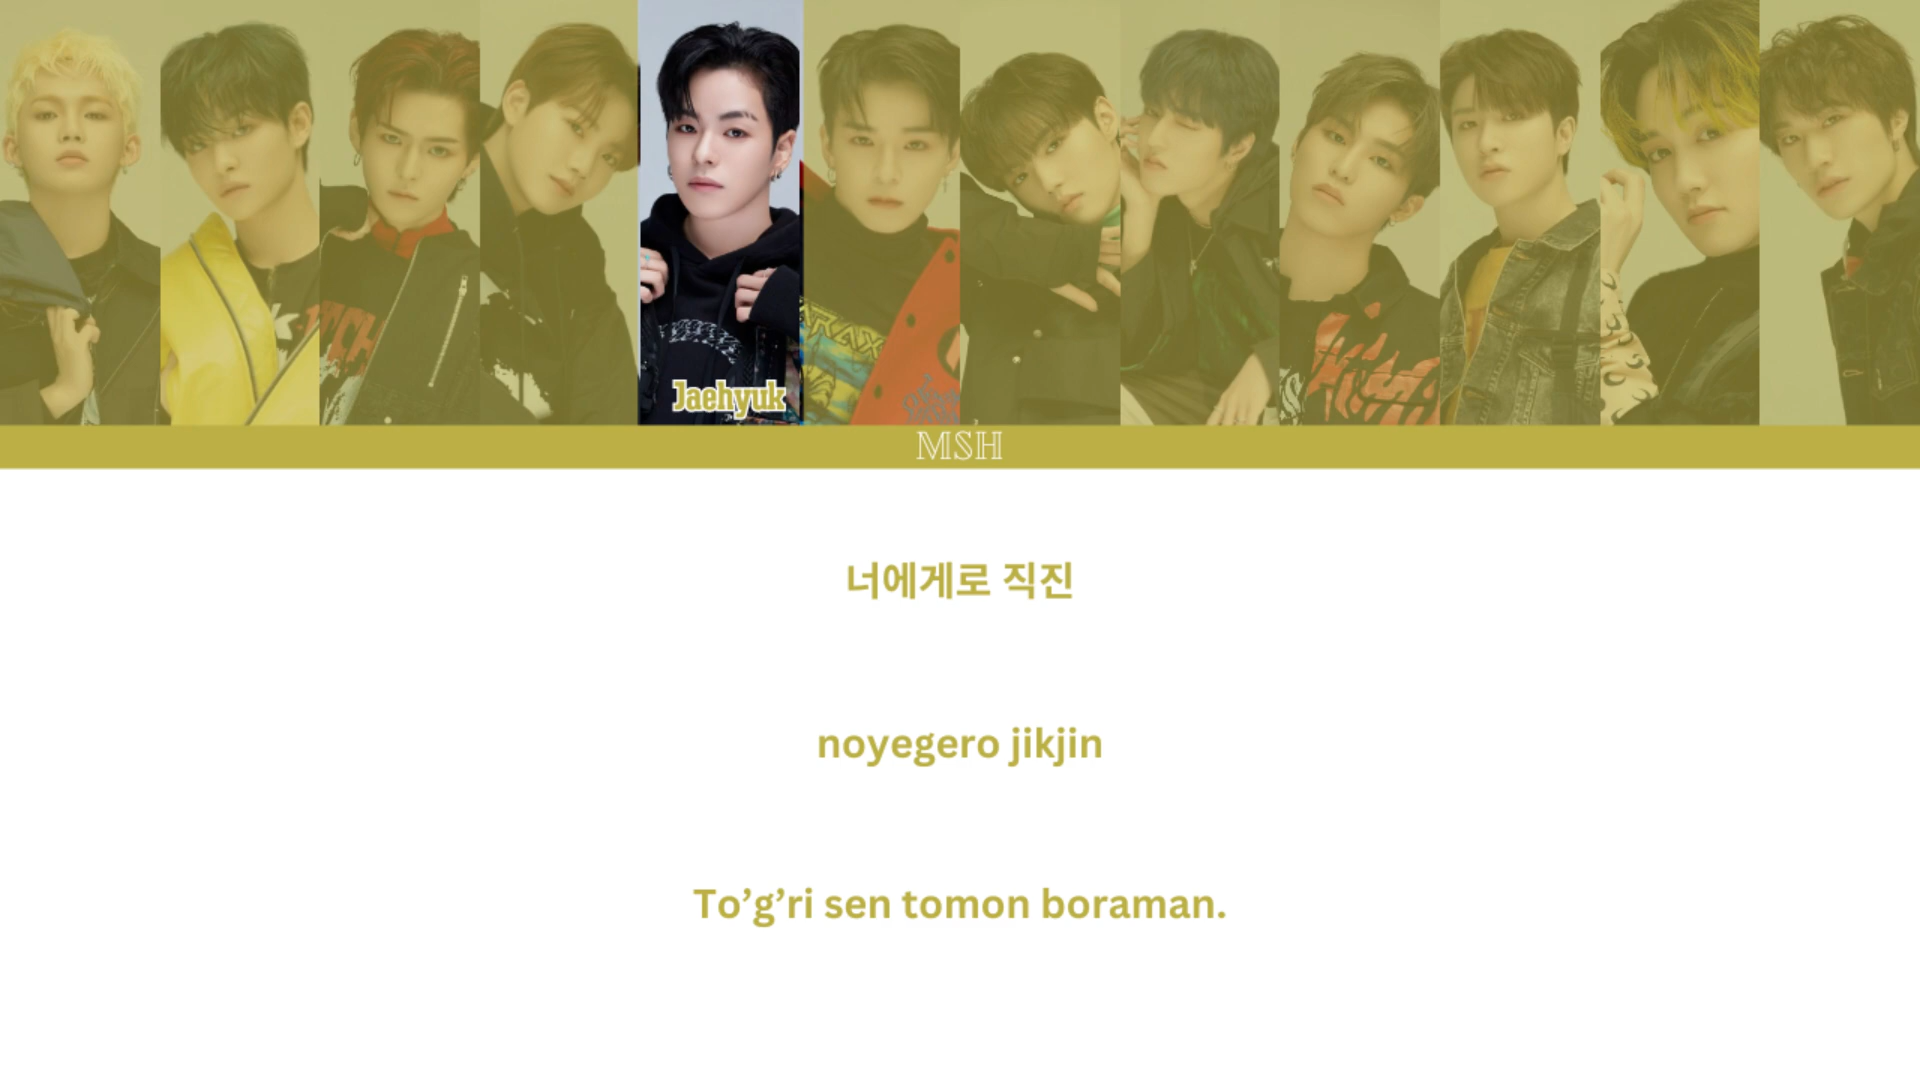 Jaehyuk
MSH
너에게로 직진
noyegero jikjin
To’g’ri sen tomon boraman.